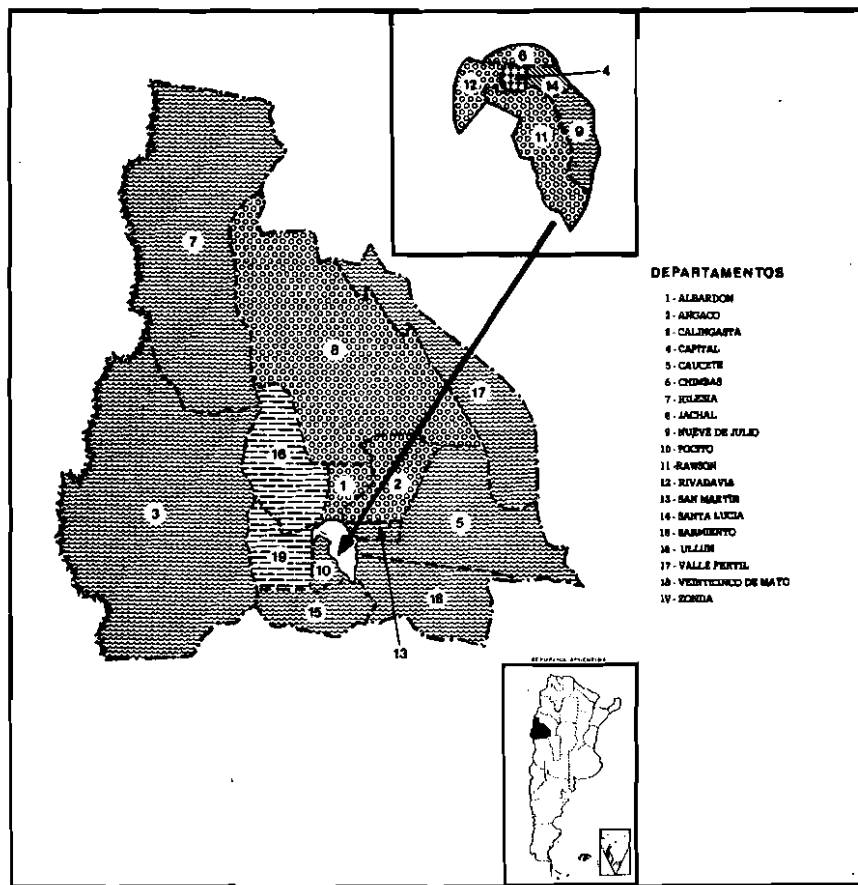 6
4
12
14
11
9
7
8
17
16
1
2
3
5
19
10
15
18
13
DEPARTAMENTOS
1 - ALBARDON
2 - ANGACO
3 - CALINGASTA
4 - CAPITAL
5 - CAUCETE
6 - CHIMBAS
7 - IGLESIA
8 - JACHAL
9 - NUEVE DE JULIO
10 - POCITO
11 - RAWSON
12 - RIVADAVIA
13 - SAN MARTIN
14 - SANTA LUCIA
15 - SARMIENTO
16 - ULLUM
17 - VALLE FERTIL
18 - VEINTICINCO DE MAYO
19 - ZONDA
REPUBLICA ARGENTINA